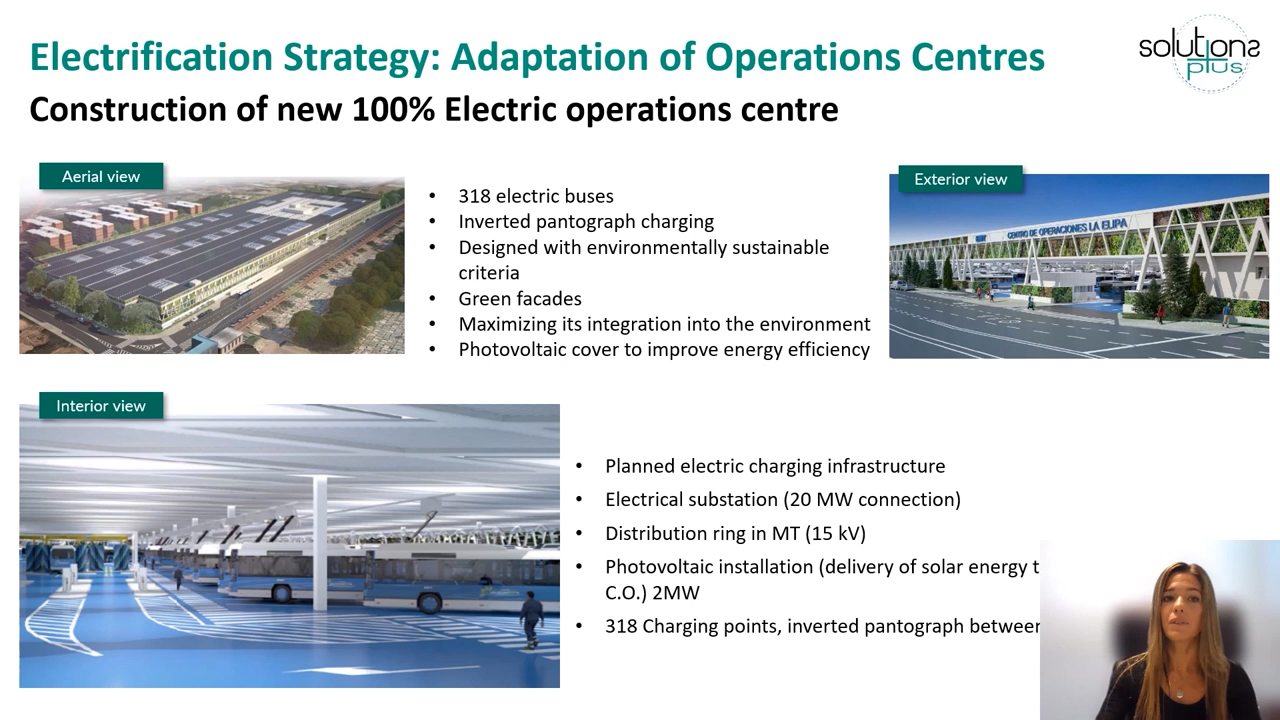 Electrification Strategy: Adaptation of Operations Centres
solutions
plus
Construction of new 100% Electric operations centre
Aerial view
• 318 electric buses
• Inverted pantograph charging
• Designed with environmentally sustainable
criteria
• Green facades
• Maximizing its integration into the environment
• Photovoltaic cover to improve energy efficiency
Exterior view
CENTRO DE OPERACIONES LA ELIPA
Interior view
• Planned electric charging infrastructure
• Electrical substation (20 MW connection)
• Distribution ring in MT (15 kV)
• Photovoltaic installation (delivery of solar energy t
C.O.) 2MW
• 318 Charging points, inverted pantograph between